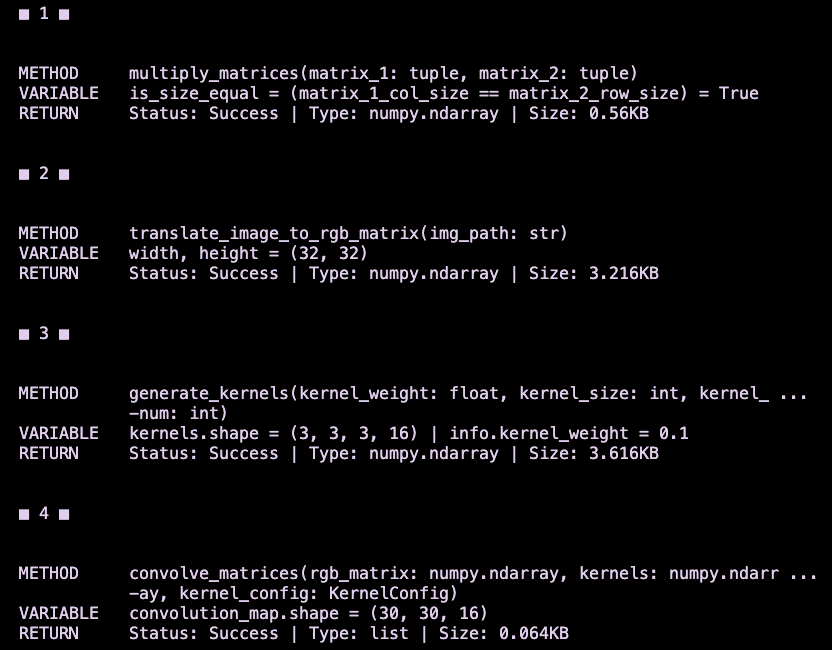 ■ 1 ■
METHOD multiply_matrices(matrix_1: tuple, matrix_2: tuple)
VARIABLE is_size_equal = (matrix_1_col_size == matrix_2_row_size) = True
RETURN Status: Success | Type: numpy.ndarray | Size: 0.56KB
■ 2 ■
METHOD translate_image_to_rgb_matrix(img_path: str)
VARIABLE width, height = (32, 32)
RETURN Status: Success | Type: numpy.ndarray | Size: 3.216KB
■ 3 ■
METHOD generate_kernels(kernel_weight: float, kernel_size: int, kernel_ ...
-num: int)
VARIABLE kernels.shape = (3, 3, 3, 16) | info.kernel_weight = 0.1
RETURN Status: Success | Type: numpy.ndarray | Size: 3.616KB
■ 4 ■
METHOD convolve_matrices(rgb_matrix: numpy.ndarray, kernels: numpy.ndarr ...
-ay, kernel_config: KernelConfig)
VARIABLE convolution_map.shape = (30, 30, 16)
RETURN Status: Success | Type: list | Size: 0.064KB